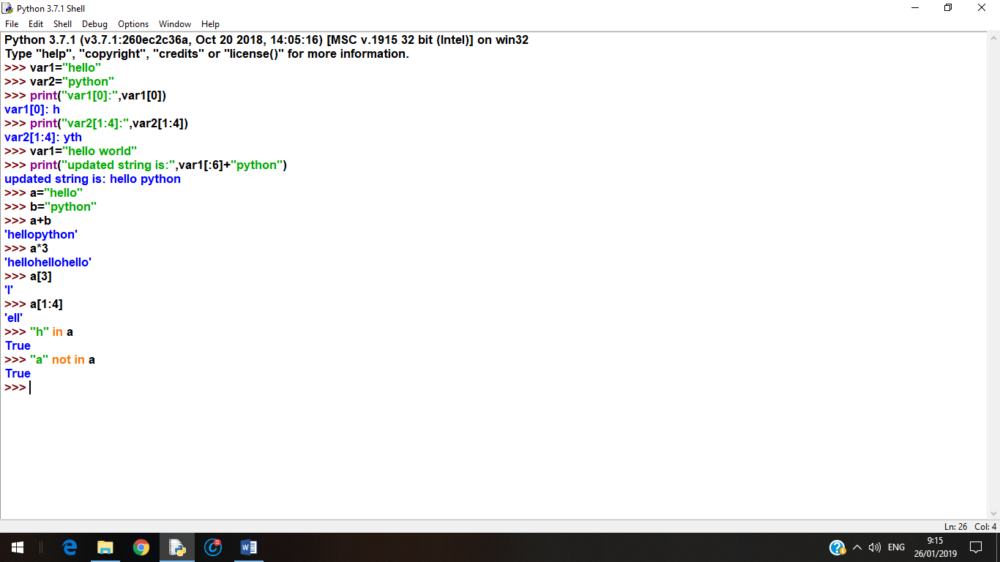 Python 3.7.1 Shell
File Edit Shell Debug Options Window Help
Python 3.7.1 (v3.7.1:260ec2c36a, Oct 20 2018, 14:05:16) [MSC v.1915 32 bit (Intel)] on win32
Type "help", "copyright", "credits" or "license()" for more information.
>>> var1="hello"
>>> var2="python"
>>> print("var1[0]:",var1[0])
var1[0]: h
>>> print("var2[1:4]:",var2[1:4])
var2[1:4]: yth
>>> var1="hello world"
>>> print("updated string is:",var1[:6]+"python")
updated string is: hello python
>>> a="hello"
>>> b="python"
>>> a+b
'hellopython'
>>> a*3
'hellohellohello'
>>> a[3]
'l'
>>> a[1:4]
'ell'
>>> "h" in a
True
>>> "a" not in a
True
>>>
Ln: 26 Col: 4
ENG
9:15
26/01/2019